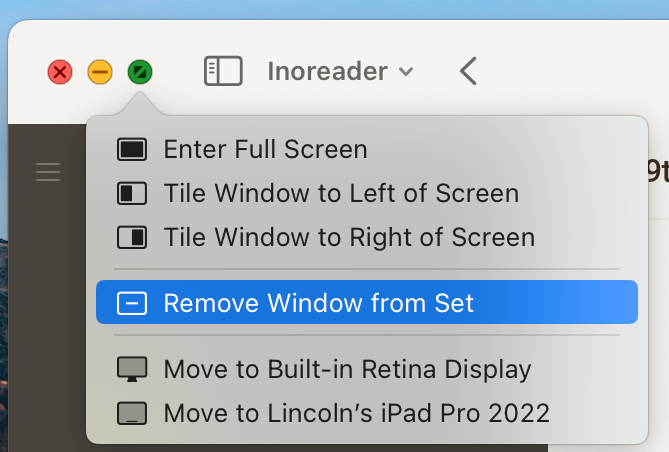 Inoreader
9t
Enter Full Screen
Tile Window to Left of Screen
Tile Window to Right of Screen
Remove Window from Set
Move to Built-in Retina Display
Move to Lincoln’s iPad Pro 2022